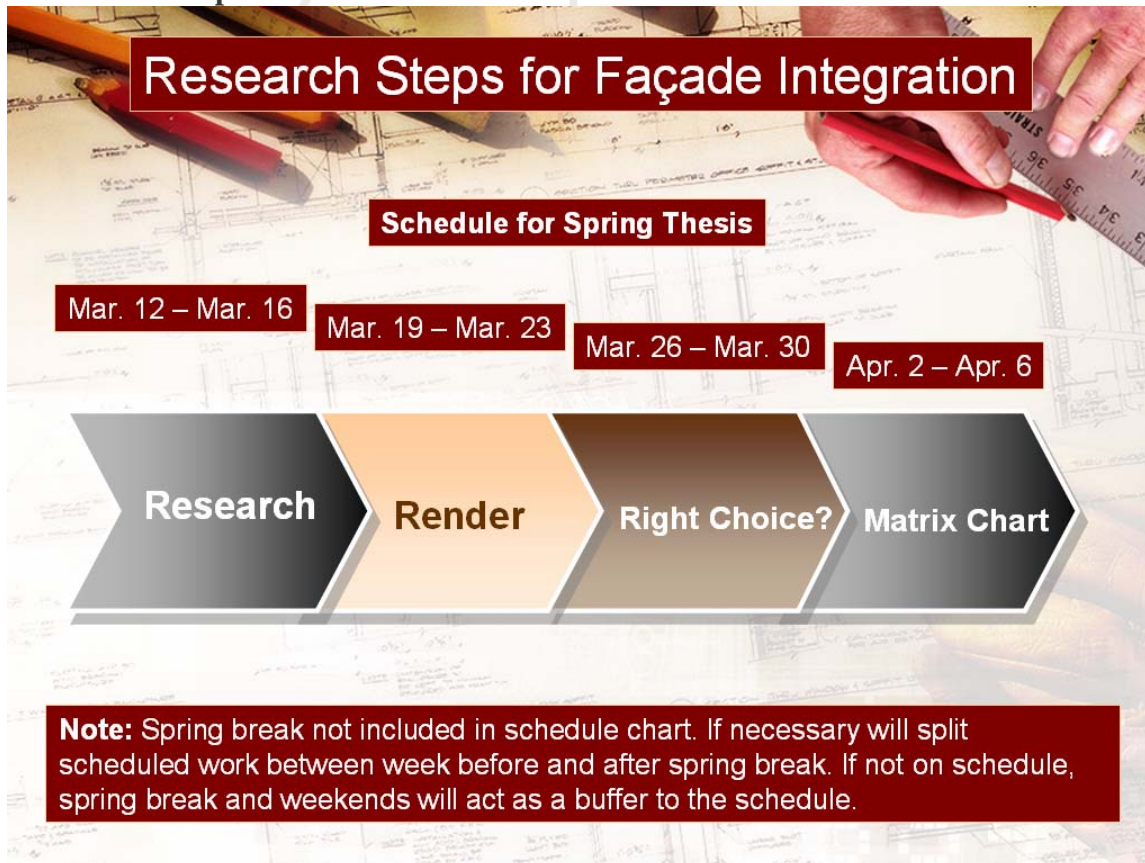 Research Steps for Façade Integration
Schedule for Spring Thesis
Mar. 12 – Mar. 16
Mar. 19 – Mar. 23
Mar. 26 – Mar. 30
Apr. 2 – Apr. 6
Research
Render
Right Choice?
Matrix Chart
Note: Spring break not included in schedule chart. If necessary will split
scheduled work between week before and after spring break. If not on schedule,
spring break and weekends will act as a buffer to the schedule.